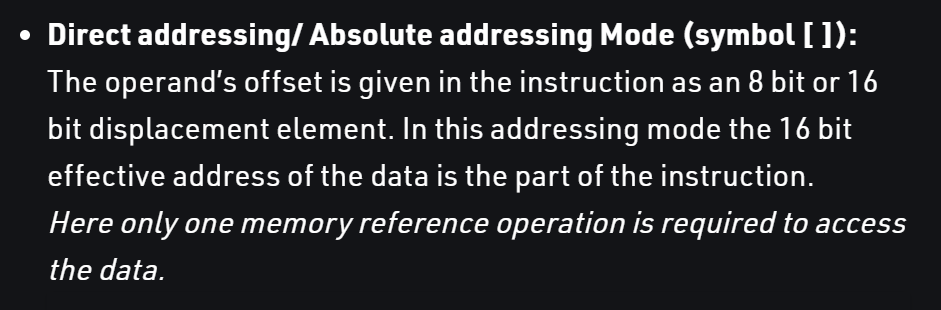 • Direct addressing/ Absolute addressing Mode (symbol [ ]):
The operand's offset is given in the instruction as an 8 bit or 16
bit displacement element. In this addressing mode the 16 bit
effective address of the data is the part of the instruction.
Here only one memory reference operation is required to access
the data.